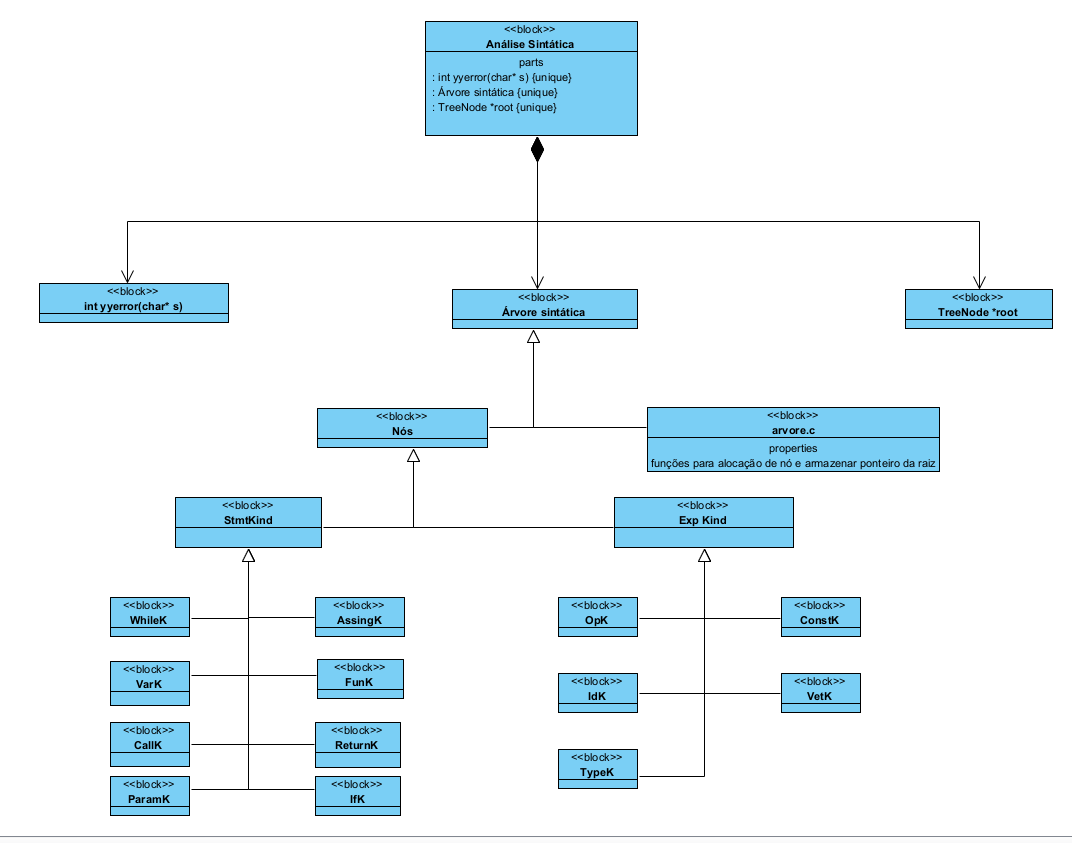 <<block>>
Análise Sintática
parts
: int yyerror(char* s) {unique}
: Árvore sintática {unique}
: TreeNode *root {unique}
<<block>>
int yyerror(char* s)
<<block>>
Árvore sintática
<<block>>
TreeNode *root
<<block>>
Nós
<<block>>
arvore.c
properties
funções para alocação de nó e armazenar ponteiro da raiz
<<block>>
StmtKind
<<block>>
Exp Kind
<<block>>
WhileK
<<block>>
AssingK
<<block>>
OpK
<<block>>
ConstK
<<block>>
VarK
<<block>>
FunK
<<block>>
IdK
<<block>>
VetK
<<block>>
CallK
<<block>>
ReturnK
<<block>>
TypeK
<<block>>
ParamK
<<block>>
IfK